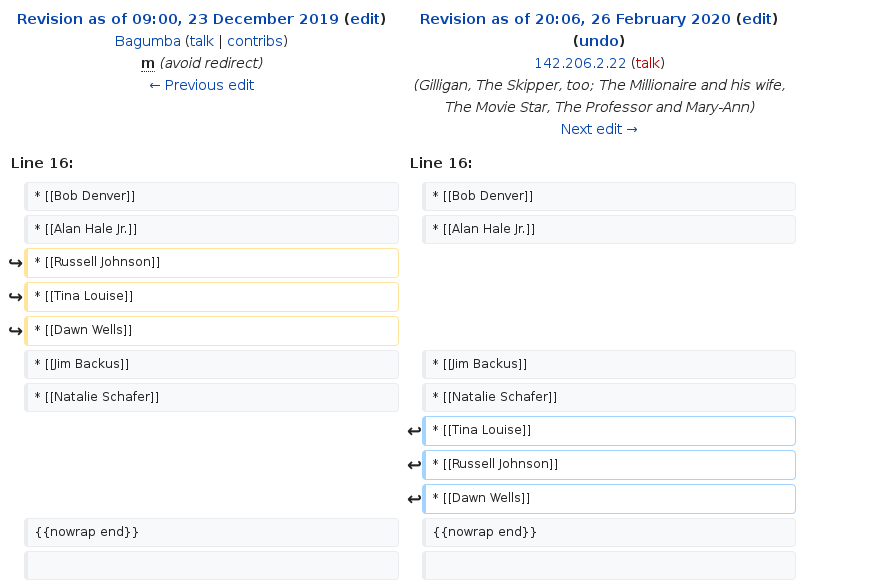 Revision as of 09:00, 23 December 2019 (edit)
Bagumba (talk | contribs)
m (avoid redirect)
← Previous edit
Revision as of 20:06, 26 February 2020 (edit)
(undo)
142.206.2.22 (talk)
(Gilligan, The Skipper, too; The Millionaire and his wife,
The Movie Star, The Professor and Mary-Ann)
Next edit →
Line 16:
* [[Bob Denver]]
* [[Alan Hale Jr.]]
↪ * [[Russell Johnson]]
↪ * [[Tina Louise]]
↪ * [[Dawn Wells]]
* [[Jim Backus]]
* [[Natalie Schafer]]
{{nowrap end}}
Line 16:
* [[Bob Denver]]
* [[Alan Hale Jr.]]
* [[Jim Backus]]
* [[Natalie Schafer]]
↩ * [[Tina Louise]]
↩ * [[Russell Johnson]]
↩ * [[Dawn Wells]]
{{nowrap end}}